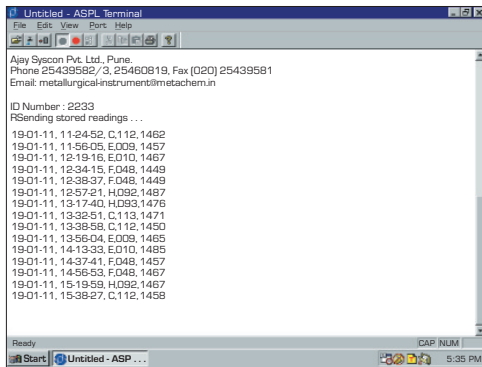 Untitled - ASPL Terminal
File Edit View Port Help
Ajay Syscon Pvt. Ltd., Pune.
Phone 25439582/3, 25460819, Fax (020) 25439581
Email: metallurgical-instrument@metachem.in
ID Number : 2233
RSending stored readings . . .
19-01-11, 11-24-52, C,112,1462
19-01-11, 11-56-05, E,009, 1457
19-01-11, 12-19-16, E,010, 1467
19-01-11, 12-34-15, F,048, 1449
19-01-11, 12-38-37, F,048, 1449
19-01-11, 12-57-21, H,092,1487
19-01-11, 13-17-40, H,093,1476
19-01-11, 13-32-51, C,113,1471
19-01-11, 13-38-58, C,112,1450
19-01-11, 13-56-04, E,009, 1465
19-01-11, 14-13-33, E,010, 1485
19-01-11, 14-37-41, F,048, 1457
19-01-11, 14-56-53, F,048, 1467
19-01-11, 15-19-59, H,092,1467
19-01-11, 15-38-27, C,112,1458
Ready CAP NUM
Start Untitled - ASP . . . 5:35 PM